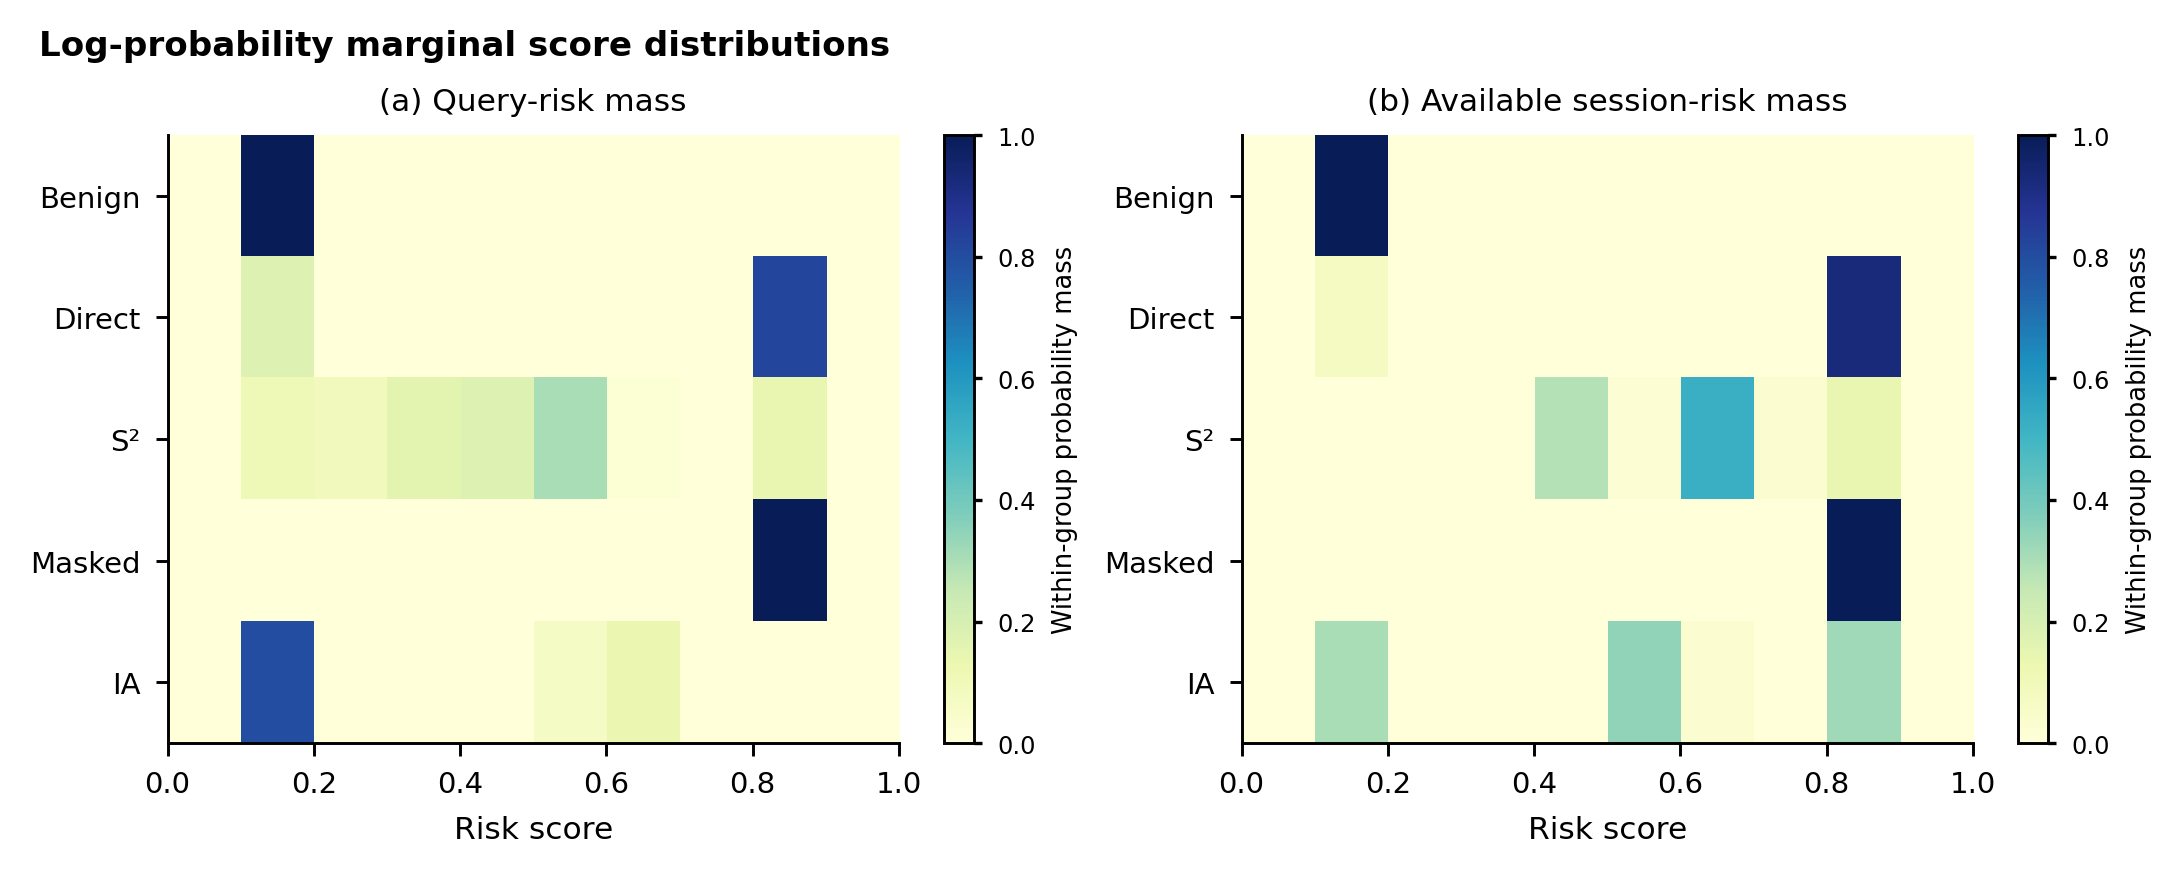 Log-probability marginal score distributions
(a) Query-risk mass
Benign
Direct
S²
Masked
IA
0.0 0.2 0.4 0.6 0.8 1.0
Risk score
1.0
0.8
0.6
0.4
0.2
0.0
Within-group probability mass
(b) Available session-risk mass
Benign
Direct
S²
Masked
IA
0.0 0.2 0.4 0.6 0.8 1.0
Risk score
1.0
0.8
0.6
0.4
0.2
0.0
Within-group probability mass